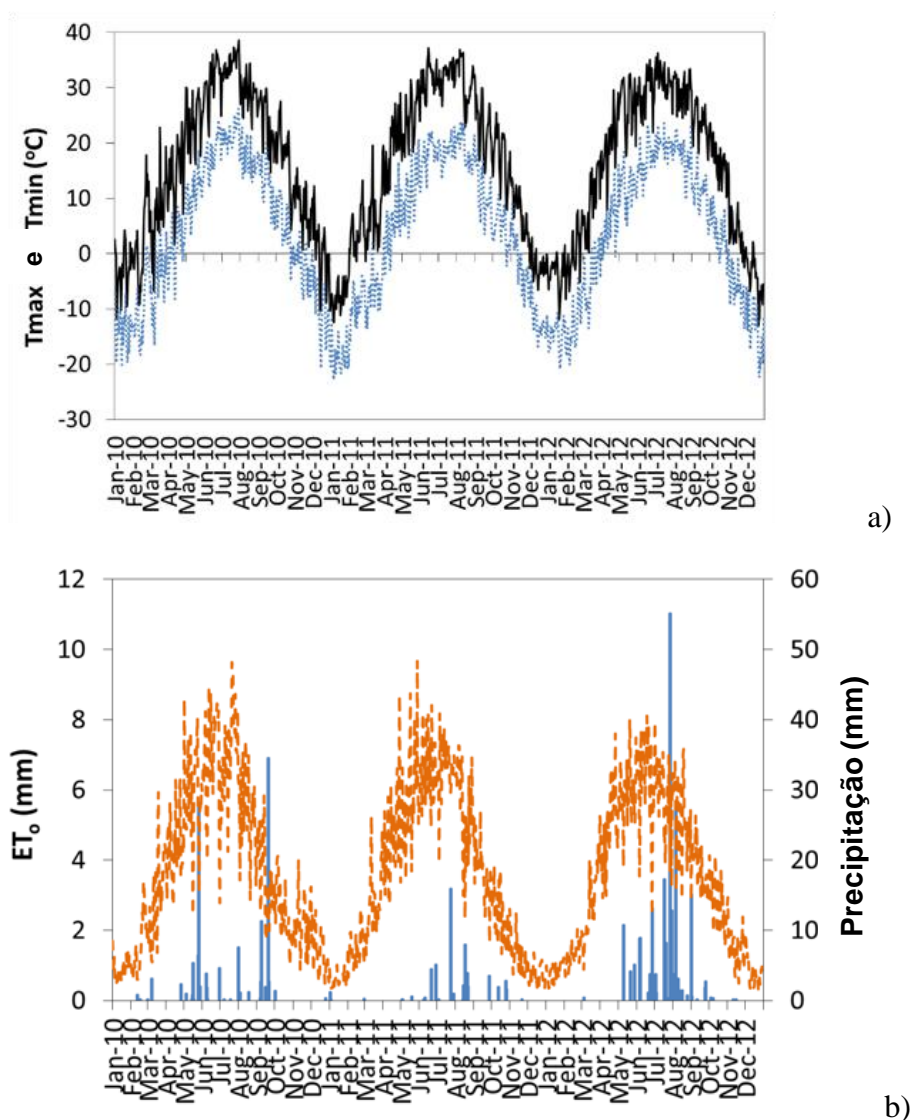 40
30
20
10
0
-10
-20
-30
Tmax e Tmin (ºC)
Jan-10
Feb-10
Mar-10
Apr-10
May-10
Jun-10
Jul-10
Aug-10
Sep-10
Oct-10
Nov-10
Dec-10
Jan-11
Feb-11
Mar-11
Apr-11
May-11
Jun-11
Jul-11
Aug-11
Sep-11
Oct-11
Nov-11
Dec-11
Jan-12
Feb-12
Mar-12
Apr-12
May-12
Jun-12
Jul-12
Aug-12
Sep-12
Oct-12
Nov-12
Dec-12
a)
12
10
8
6
4
2
0
ETo (mm)
60
50
40
30
20
10
0
Precipitação (mm)
Jan-10
Feb-10
Mar-10
Apr-10
May-10
Jun-10
Jul-10
Aug-10
Sep-10
Oct-10
Nov-10
Dec-10
Jan-11
Feb-11
Mar-11
Apr-11
May-11
Jun-11
Jul-11
Aug-11
Sep-11
Oct-11
Nov-11
Dec-11
Jan-12
Feb-12
Mar-12
Apr-12
May-12
Jun-12
Jul-12
Aug-12
Sep-12
Oct-12
Nov-12
Dec-12
b)